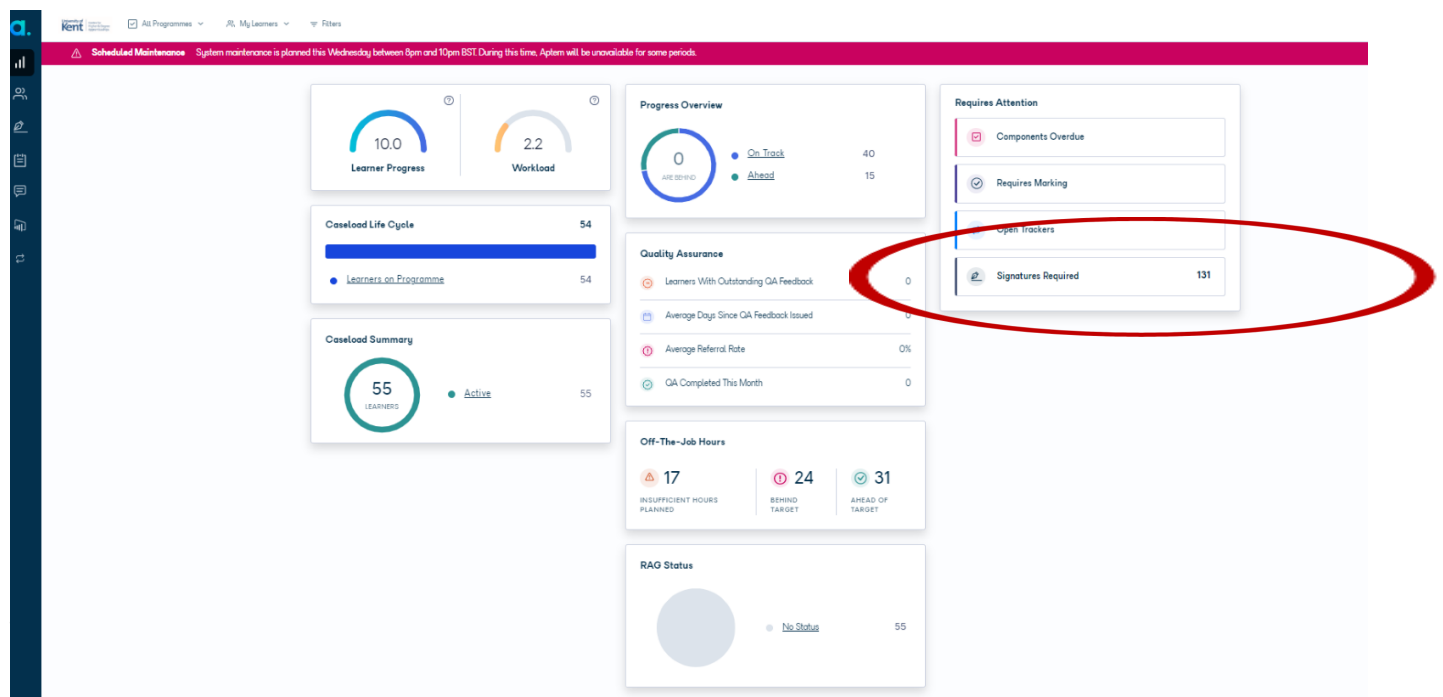 a.
University of
Kent
All Programmes
My Learners
Filters
Scheduled Maintenance System maintenance is planned this Wednesday between 8pm and 10pm BST. During this time, Aptem will be unavailable for some periods.
10.0
Learner Progress
2.2
Workload
Caseload Life Cycle 54
Learners on Programme 54
Caseload Summary
55
LEARNERS
Active 55
Progress Overview
0
ARE BEHIND
On Track 40
Ahead 15
Quality Assurance
Learners With Outstanding QA Feedback 0
Average Days Since QA Feedback Issued 0
Average Referral Rate 0%
QA Completed This Month 0
Off-The-Job Hours
17
INSUFFICIENT HOURS
PLANNED
24
BEHIND
TARGET
31
AHEAD OF
TARGET
RAG Status
No Status 55
Requires Attention
Components Overdue
Requires Marking
Open Trackers
Signatures Required 131